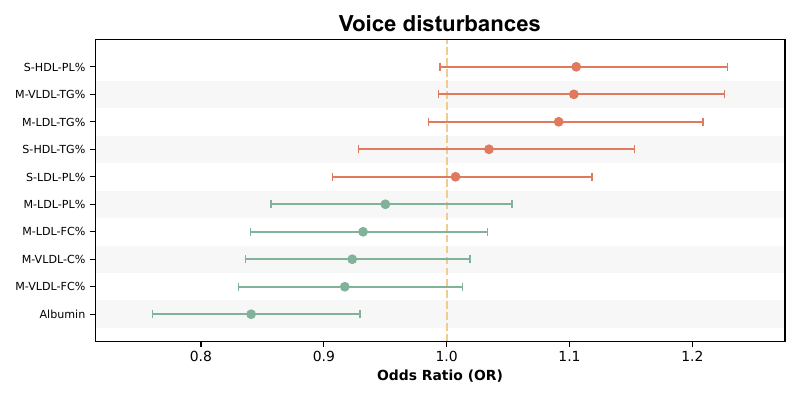 Voice disturbances
S-HDL-PL%
M-VLDL-TG%
M-LDL-TG%
S-HDL-TG%
S-LDL-PL%
M-LDL-PL%
M-LDL-FC%
M-VLDL-C%
M-VLDL-FC%
Albumin
0.8 0.9 1.0 1.1 1.2
Odds Ratio (OR)